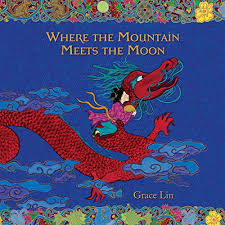 WHERE THE MOUNTAIN
MEETS THE MOON
Grace Lin